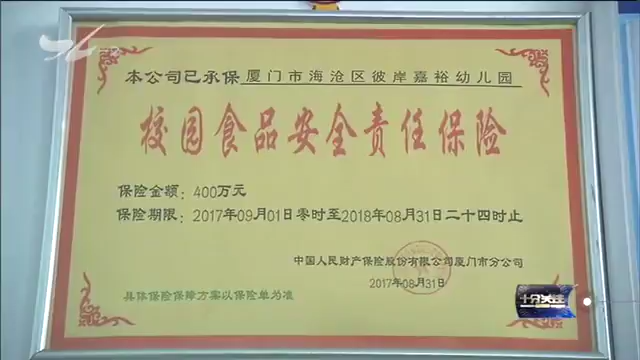 本公司已承保厦门市海沧区彼岸嘉裕幼儿园
校园食品安全责任保险
保险金额：400万元
保险期限：2017年09月01日零时至2018年08月31日二十四时止
中国人民财产保险股份有限公司厦门市分公司
2017年08月31日
具体保险保障方案以保险单为准
十分关注